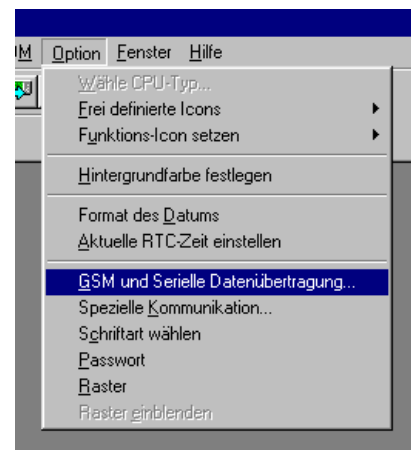 M Option Fenster Hilfe
Wähle CPU-Typ...
Frei definierte Icons
Funktions-Icon setzen
Hintergrundfarbe festlegen
Format des Datums
Aktuelle RTC-Zeit einstellen
GSM und Serielle Datenübertragung...
Spezielle Kommunikation...
Schriftart wählen
Passwort
Raster
Raster einblenden